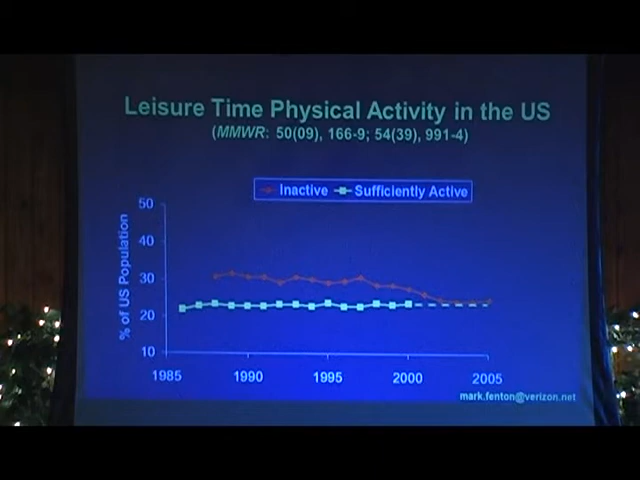 Leisure Time Physical Activity in the US
(MMWR: 50(09), 166-9; 54(39), 991-4)
Inactive Sufficiently Active
% of US Population
50
40
30
20
10
1985 1990 1995 2000 2005
mark.fenton@verizon.net